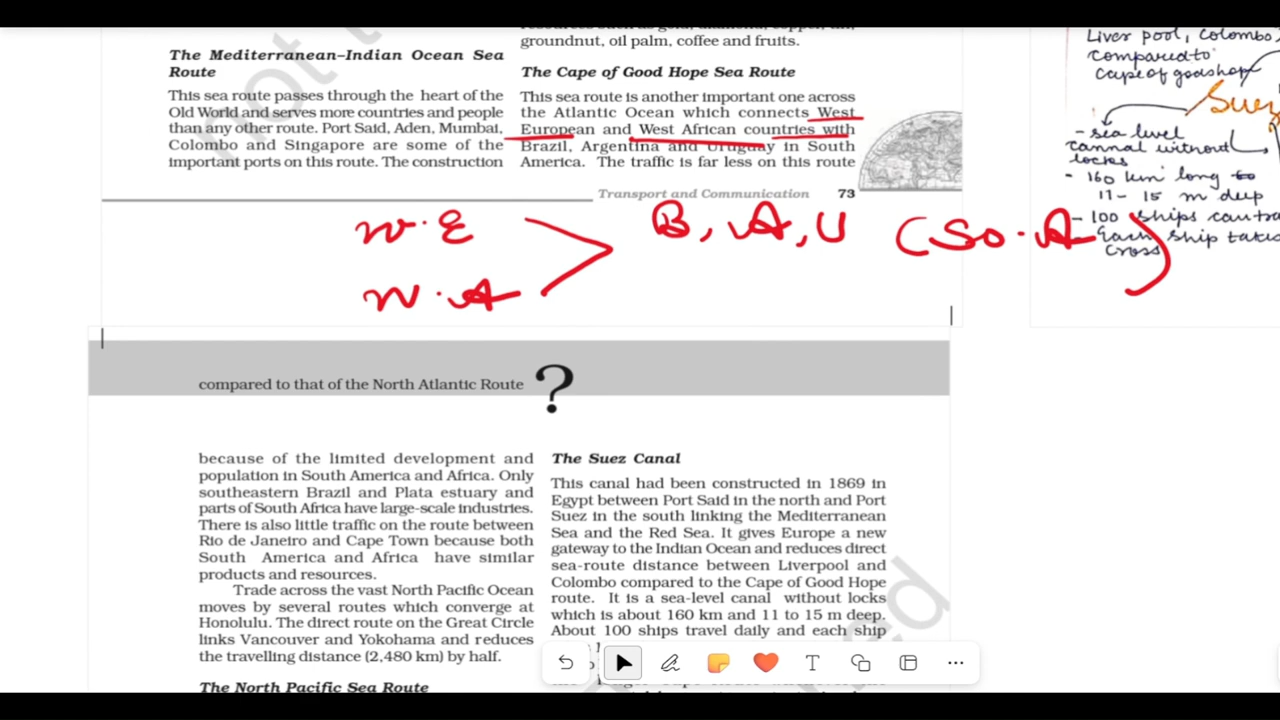 The Mediterranean–Indian Ocean Sea
Route
This sea route passes through the heart of the
Old World and serves more countries and people
than any other route. Port Said, Aden, Mumbai,
Colombo and Singapore are some of the
important ports on this route. The construction
groundnut, oil palm, coffee and fruits.
The Cape of Good Hope Sea Route
This sea route is another important one across
the Atlantic Ocean which connects West
European and West African countries with
Brazil, Argentina and Uruguay in South
America. The traffic is far less on this route
Transport and Communication 73
Liver pool, Colombo,
compared to
Cape of
Suez
- sea level
cannal without
locks
- 160 km long to
11 - 15 m deep
- 100 ships can tra
- Each ship takes
cross
W.E
W.A
B, A, U (So.A)
not
compared to that of the North Atlantic Route ?
because of the limited development and
population in South America and Africa. Only
southeastern Brazil and Plata estuary and
parts of South Africa have large-scale industries.
There is also little traffic on the route between
Rio de Janeiro and Cape Town because both
South America and Africa have similar
products and resources.
Trade across the vast North Pacific Ocean
moves by several routes which converge at
Honolulu. The direct route on the Great Circle
links Vancouver and Yokohama and reduces
the travelling distance (2,480 km) by half.
The North Pacific Sea Route
The Suez Canal
This canal had been constructed in 1869 in
Egypt between Port Said in the north and Port
Suez in the south linking the Mediterranean
Sea and the Red Sea. It gives Europe a new
gateway to the Indian Ocean and reduces direct
sea-route distance between Liverpool and
Colombo compared to the Cape of Good Hope
route. It is a sea-level canal without locks
which is about 160 km and 11 to 15 m deep.
About 100 ships travel daily and each ship
T